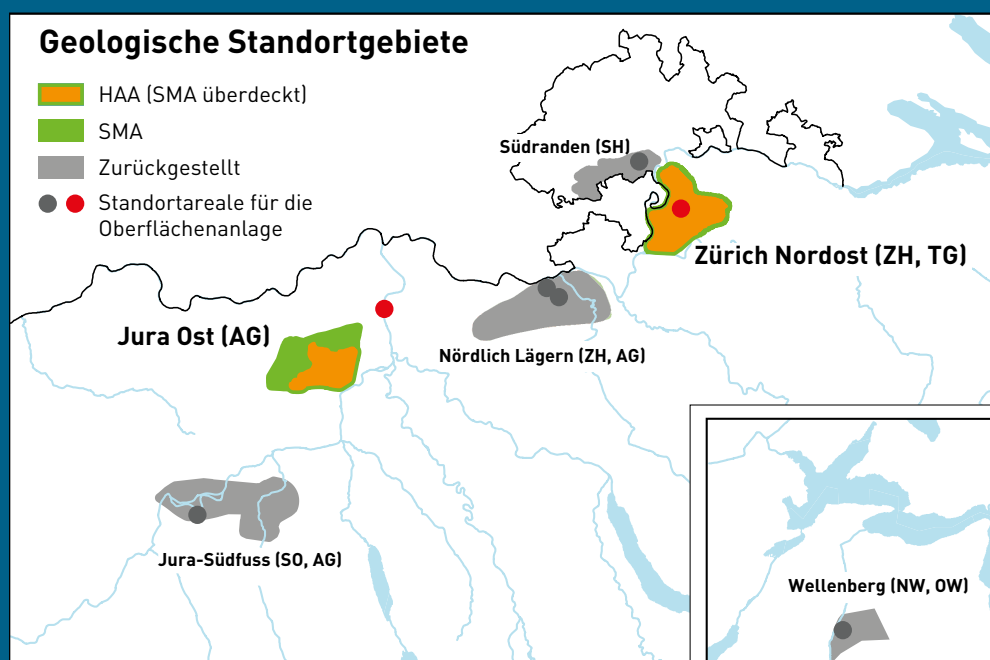 Geologische Standortgebiete
HAA (SMA überdeckt)
SMA
Zurückgestellt
Standortareale für die
Oberflächenanlage
Südranden (SH)
Zürich Nordost (ZH, TG)
Jura Ost (AG)
Nördlich Lägern (ZH, AG)
Jura-Südfuss (SO, AG)
Wellenberg (NW, OW)